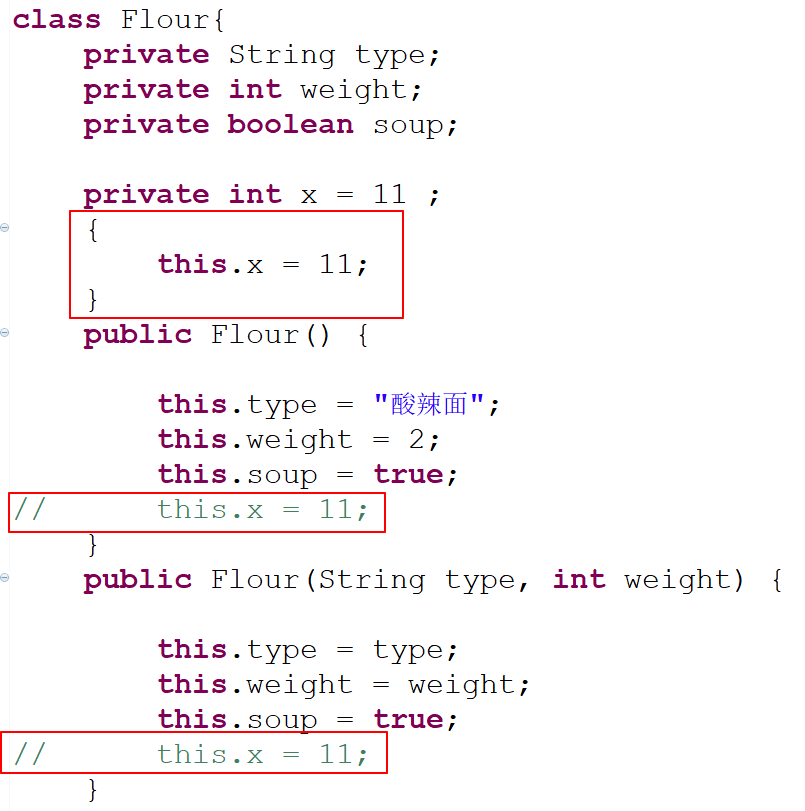 class Flour{
    private String type;
    private int weight;
    private boolean soup;
    private int x = 11 ;
    {
        this.x = 11;
    }
    public Flour() {
        this.type = "酸辣面";
        this.weight = 2;
        this.soup = true;
//      this.x = 11;
    }
    public Flour(String type, int weight) {
        this.type = type;
        this.weight = weight;
        this.soup = true;
//      this.x = 11;
    }